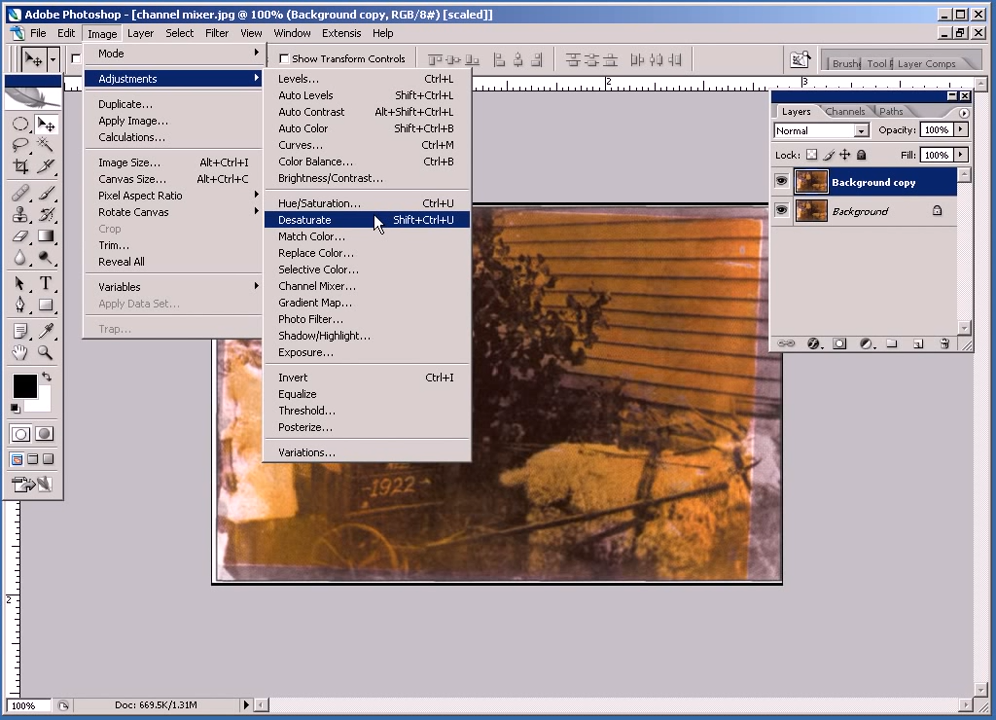 Adobe Photoshop - [channel mixer.jpg @ 100% (Background copy, RGB/8#) [scaled]]
File Edit Image Layer Select Filter View Window Extensis Help
Show Transform Controls
Brush Tool Layer Comps
Mode
Adjustments
Duplicate...
Apply Image...
Calculations...
Image Size... Alt+Ctrl+I
Canvas Size... Alt+Ctrl+C
Pixel Aspect Ratio
Rotate Canvas
Crop
Trim...
Reveal All
Variables
Apply Data Set...
Trap...
Levels... Ctrl+L
Auto Levels Shift+Ctrl+L
Auto Contrast Alt+Shift+Ctrl+L
Auto Color Shift+Ctrl+B
Curves... Ctrl+M
Color Balance... Ctrl+B
Brightness/Contrast...
Hue/Saturation... Ctrl+U
Desaturate Shift+Ctrl+U
Match Color...
Replace Color...
Selective Color...
Channel Mixer...
Gradient Map...
Photo Filter...
Shadow/Highlight...
Exposure...
Invert Ctrl+I
Equalize
Threshold...
Posterize...
Variations...
2 3
Layers Channels Paths
Normal Opacity: 100%
Lock: Fill: 100%
Background copy
Background
T
-1922-
2
100% Doc: 669.5K/1.31M